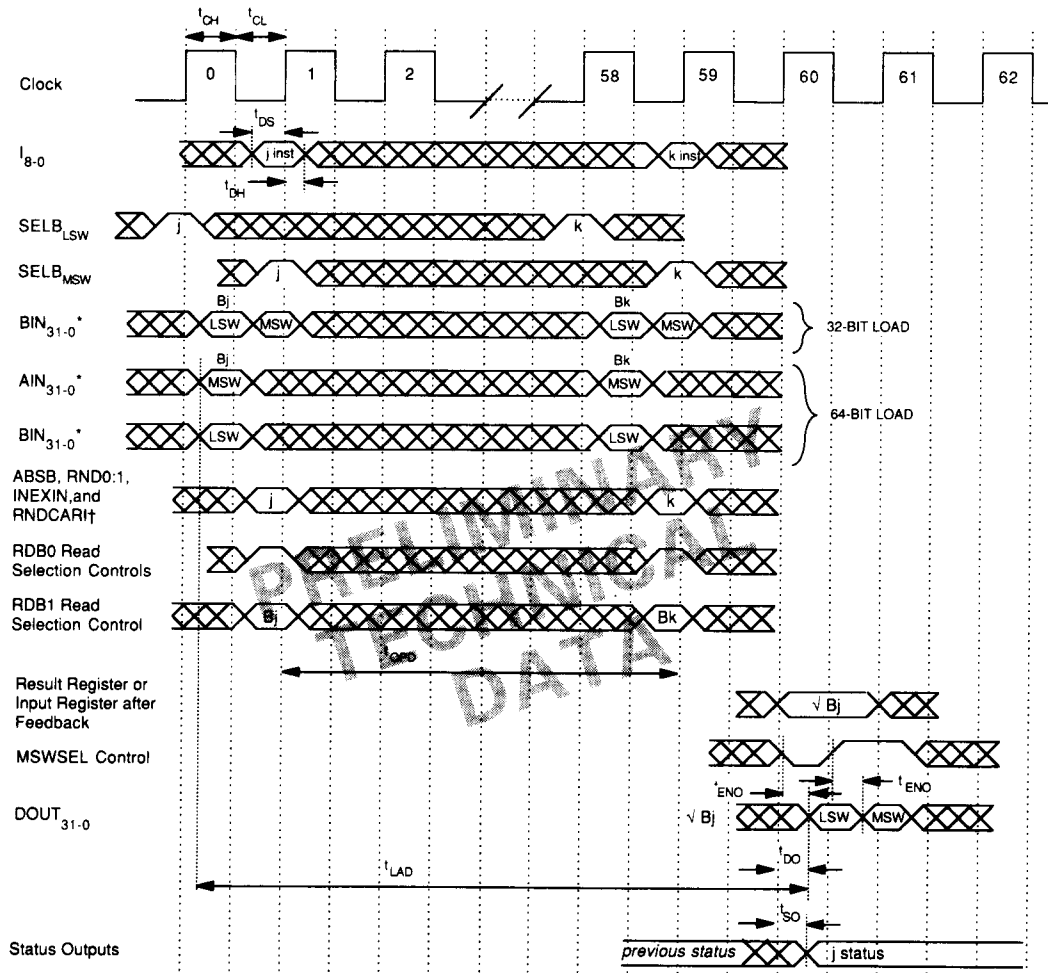 tCH tCL
Clock 0 1 2 58 59 60 61 62
tDS
I8-0 j inst k inst
tDH
SELBLSW j k
SELBMSW j k
Bj Bk
BIN31-0* LSW MSW LSW MSW 32-BIT LOAD
Bj Bk
AIN31-0* MSW MSW
64-BIT LOAD
BIN31-0* LSW LSW
ABSB, RND0:1,
INEXIN,and
RNDCARI† j k
RDB0 Read
Selection Controls
RDB1 Read
Selection Control Bj Bk
tOPD
PRELIMINARY
TECHNICAL
DATA
Result Register or
Input Register after
Feedback √ Bj
MSWSEL Control
tENO tENO
DOUT31-0 √ Bj LSW MSW
tDO
tLAD
tSO
Status Outputs previous status j status